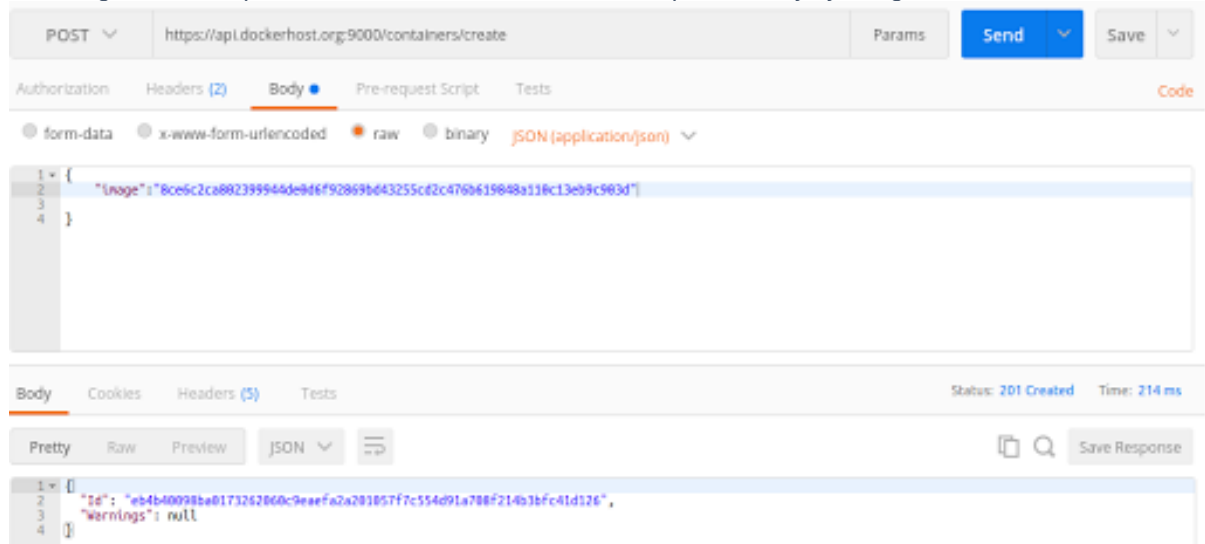 POST https://api.dockerhost.org:9000/containers/create Params Send Save
Authorization Headers (2) Body Pre-request Script Tests Code
form-data x-www-form-urlencoded raw binary JSON (application/json)
1 {
2 "image":
3
4 }
Body Cookies Headers (5) Tests Status: 201 Created Time: 214 ms
Pretty Raw Preview JSON Save Response
1 {
2 "Id":
3 "Warnings": null
4 }